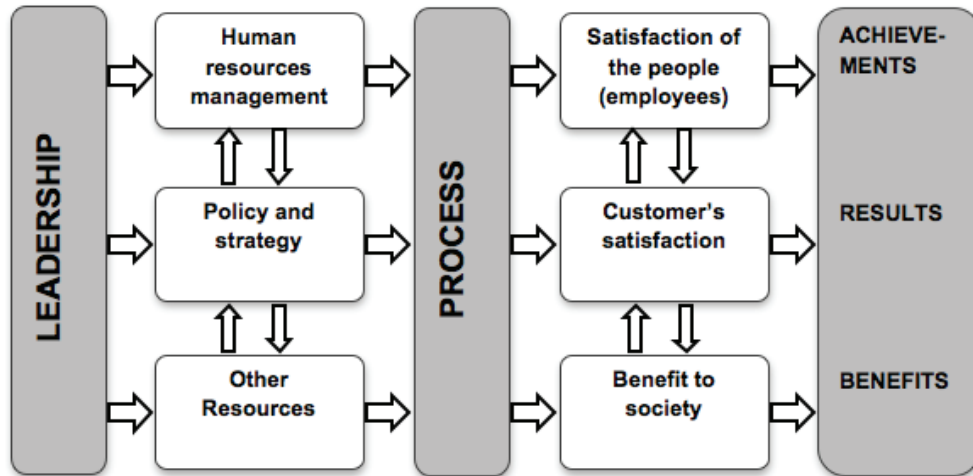 LEADERSHIP
Human
resources
management
Policy and
strategy
Other
Resources
PROCESS
Satisfaction of
the people
(employees)
Customer's
satisfaction
Benefit to
society
ACHIEVE-
MENTS
RESULTS
BENEFITS